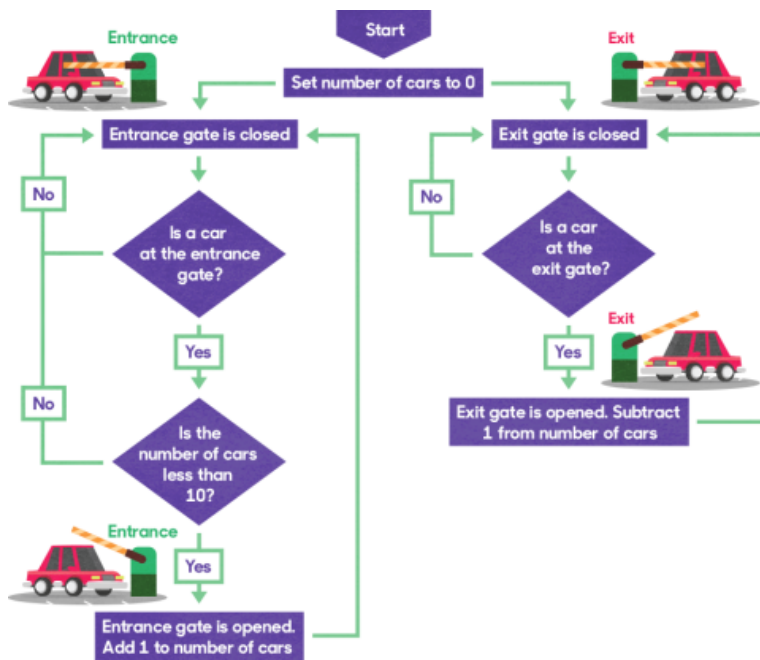 Start
Entrance
Exit
Set number of cars to 0
Entrance gate is closed
Exit gate is closed
No
No
Is a car
at the entrance
gate?
Is a car
at the
exit gate?
Yes
Exit
Yes
No
Is the
number of cars
less than
10?
Exit gate is opened. Subtract
1 from number of cars
Entrance
Yes
Entrance gate is opened.
Add 1 to number of cars